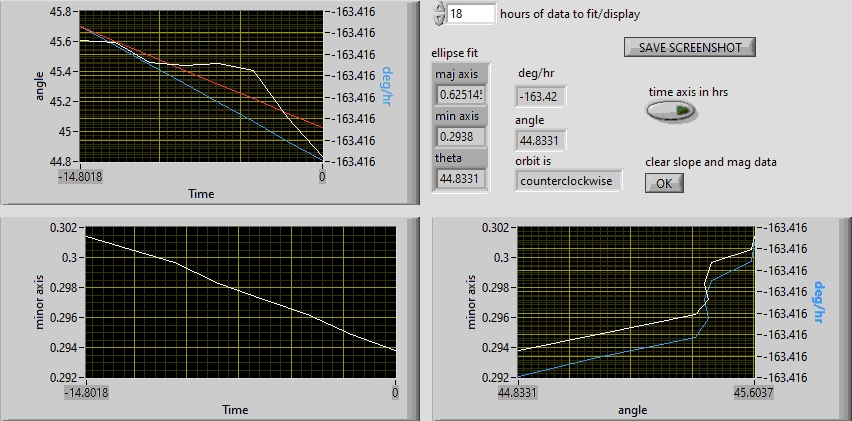 45.8
45.6
45.4
45.2
45
44.8
angle
-163.416
-163.416
-163.416
-163.416
-163.416
-163.416
-163.416
-163.416
deg/hr
-14.8018
0
Time
18 hours of data to fit/display
SAVE SCREENSHOT
ellipse fit
maj axis
0.62514
min axis
0.2938
theta
44.8331
deg/hr
-163.42
angle
44.8331
orbit is
counterclockwise
time axis in hrs
clear slope and mag data
OK
0.302
0.3
0.298
0.296
0.294
0.292
minor axis
-14.8018
0
Time
0.302
0.3
0.298
0.296
0.294
0.292
minor axis
-163.416
-163.416
-163.416
-163.416
-163.416
-163.416
-163.416
-163.416
deg/hr
44.8331
45.6037
angle